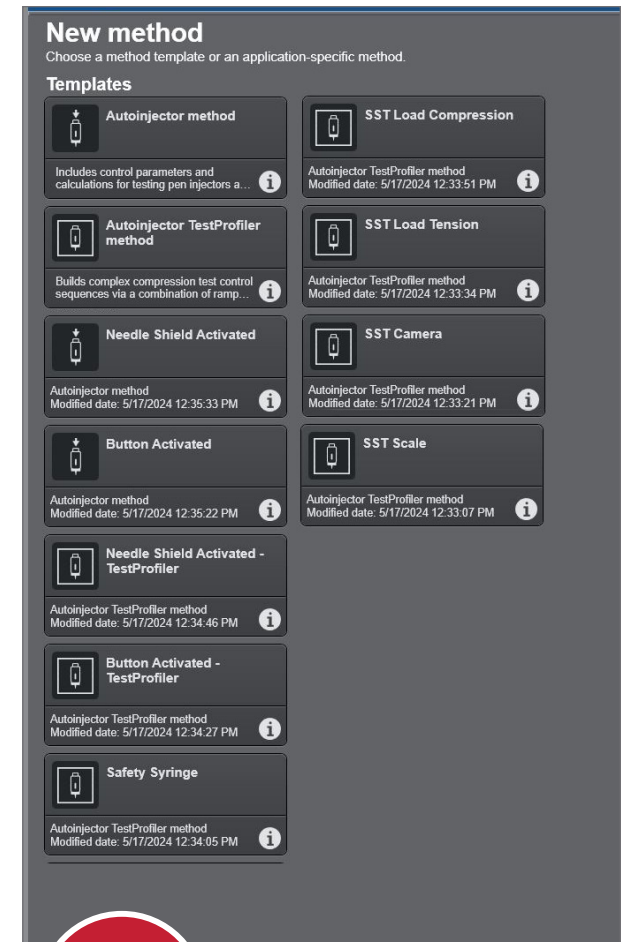 New method
Choose a method template or an application-specific method.
Templates
Autoinjector method
Includes control parameters and
calculations for testing pen injectors a...
Autoinjector TestProfiler
method
Builds complex compression test control
sequences via a combination of ramp...
Needle Shield Activated
Autoinjector method
Modified date: 5/17/2024 12:35:33 PM
Button Activated
Autoinjector method
Modified date: 5/17/2024 12:35:22 PM
Needle Shield Activated -
TestProfiler
Autoinjector TestProfiler method
Modified date: 5/17/2024 12:34:46 PM
Button Activated -
TestProfiler
Autoinjector TestProfiler method
Modified date: 5/17/2024 12:34:27 PM
Safety Syringe
Autoinjector TestProfiler method
Modified date: 5/17/2024 12:34:05 PM
SST Load Compression
Autoinjector TestProfiler method
Modified date: 5/17/2024 12:33:51 PM
SST Load Tension
Autoinjector TestProfiler method
Modified date: 5/17/2024 12:33:34 PM
SST Camera
Autoinjector TestProfiler method
Modified date: 5/17/2024 12:33:21 PM
SST Scale
Autoinjector TestProfiler method
Modified date: 5/17/2024 12:33:07 PM